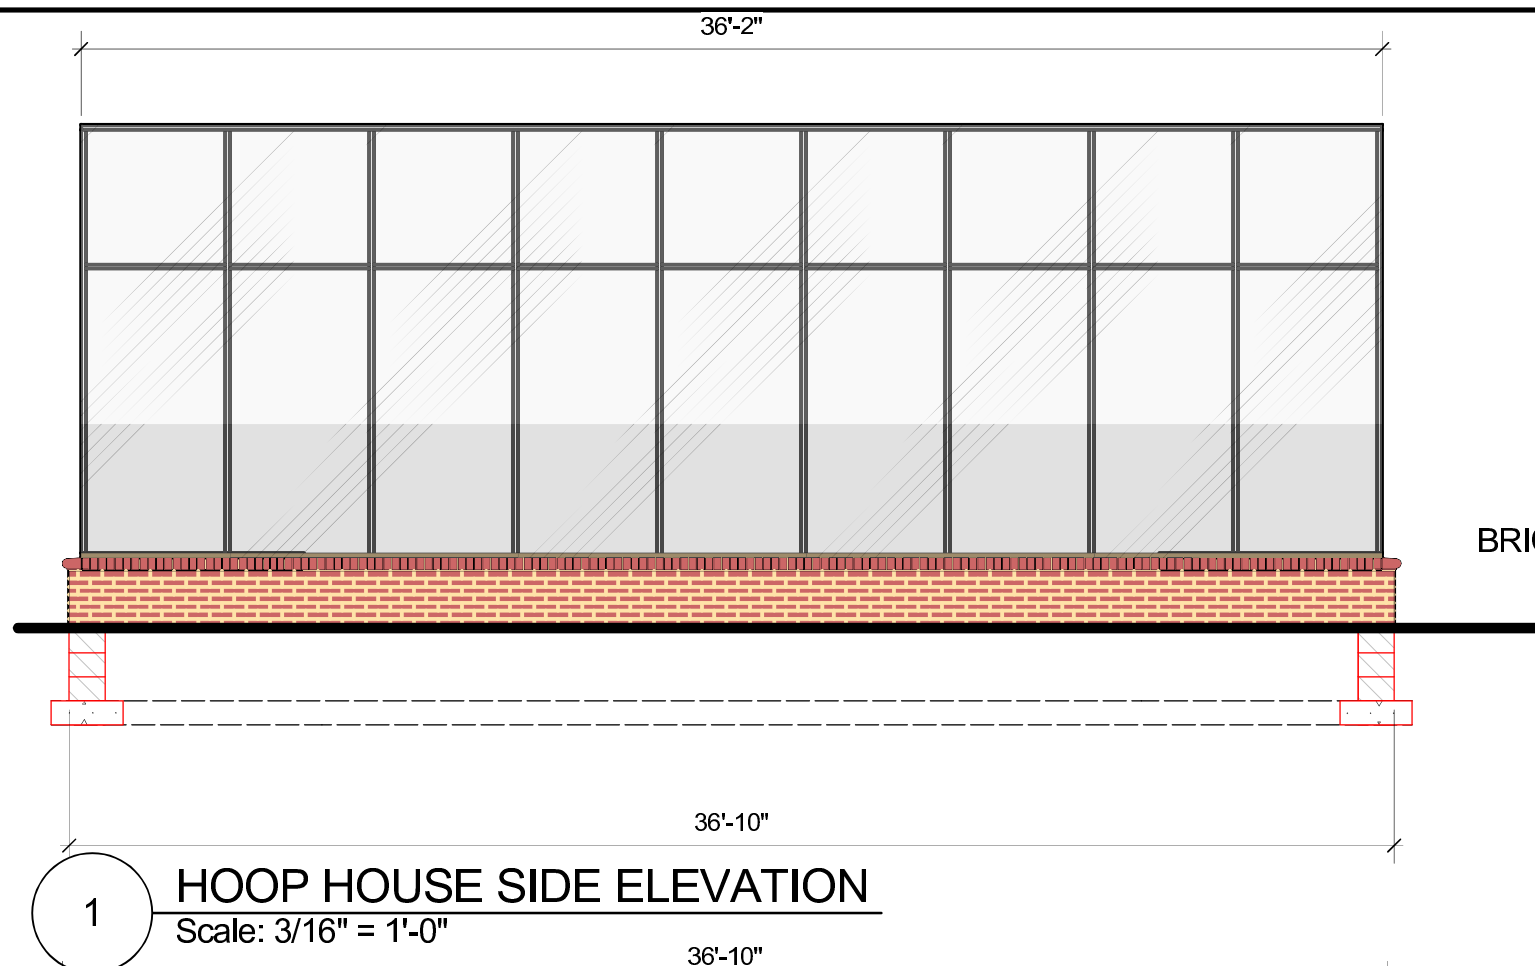 36'-2"
BRI
36'-10"
1
HOOP HOUSE SIDE ELEVATION
Scale: 3/16" = 1'-0"
36'-10"